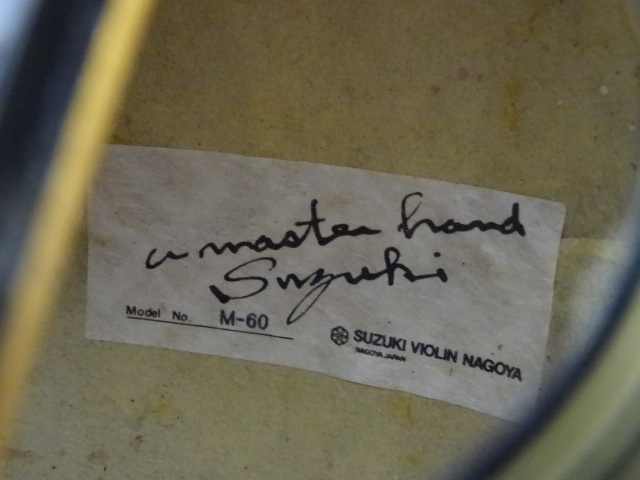 a master hand
Suzuki
Model No. M-60
SUZUKI VIOLIN NAGOYA
NAGOYA JAPAN